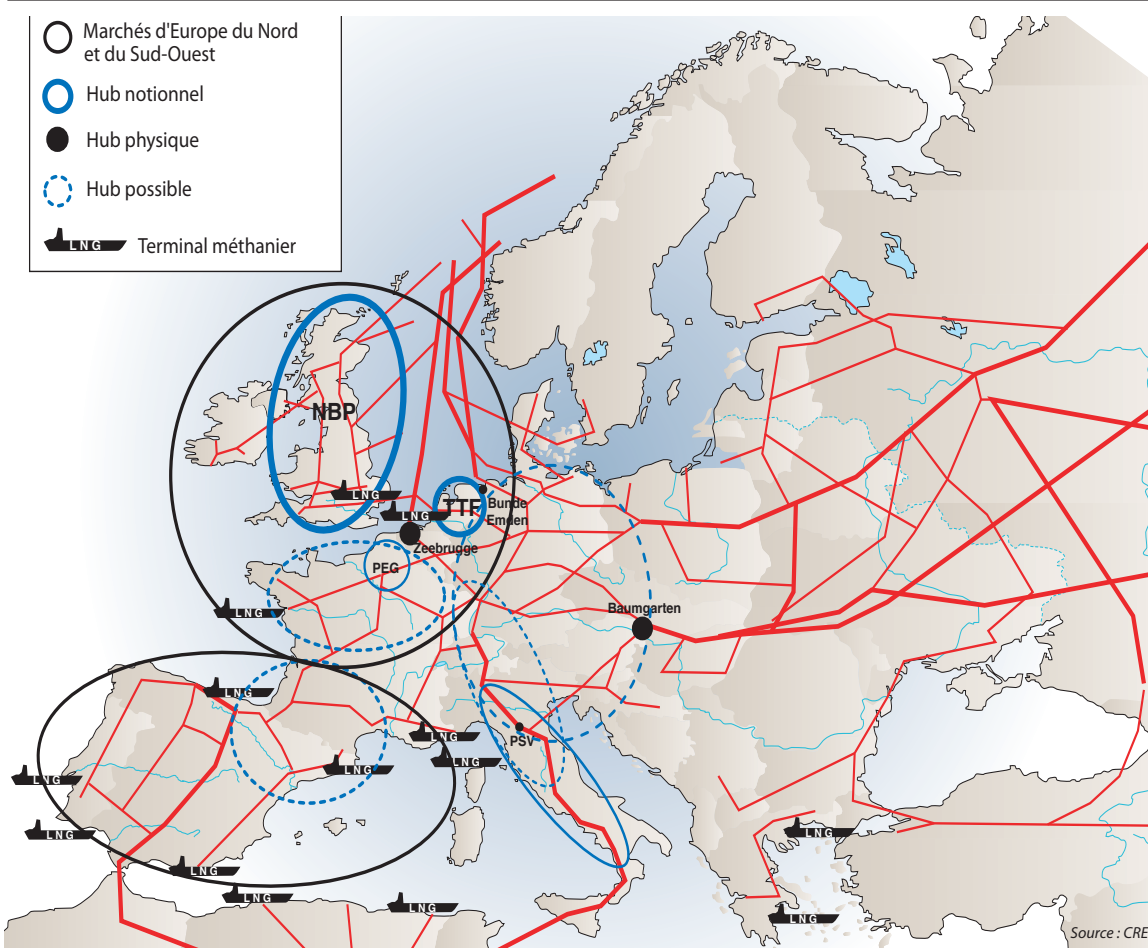 Marchés d'Europe du Nord
et du Sud-Ouest
Hub notionnel
Hub physique
Hub possible
LNG
Terminal méthanier
NBP
LNG
LNG
TTF
Bunde
Emden
Zeebrugge
PEG
LNG
Baumgarten
LNG
PSV
LNG
LNG
LNG
LNG
LNG
LNG
LNG
LNG
LNG
LNG
Source : CRE